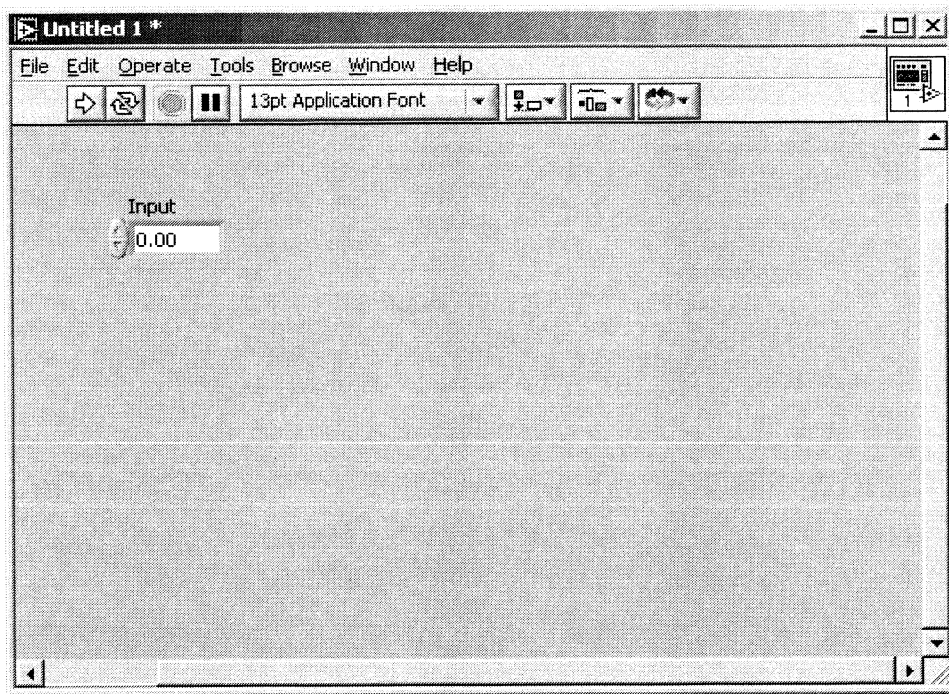 Untitled 1 *
File Edit Operate Tools Browse Window Help
13pt Application Font
1
Input
0.00